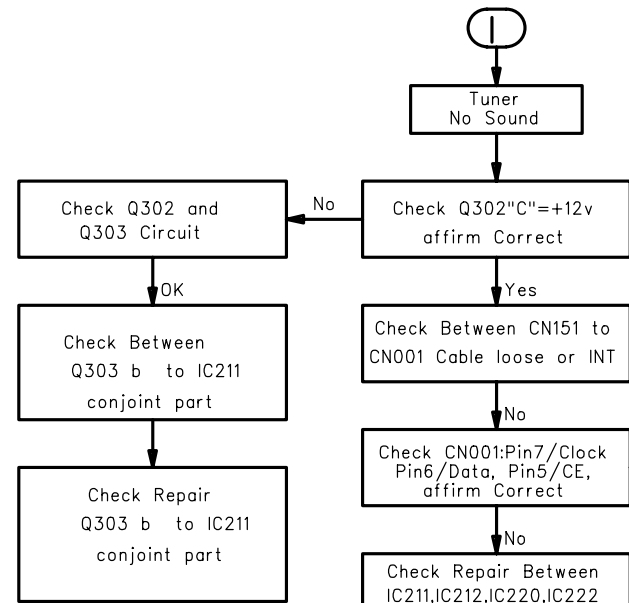 I
Tuner
No Sound
Check Q302"C"=+12v
affirm Correct
No
Check Q302 and
Q303 Circuit
OK
Check Between
Q303 b to IC211
conjoint part
Check Repair
Q303 b to IC211
conjoint part
Yes
Check Between CN151 to
CN001 Cable loose or INT
No
Check CN001:Pin7/Clock
Pin6/Data, Pin5/CE,
affirm Correct
No
Check Repair Between
IC211,IC212,IC220,IC222